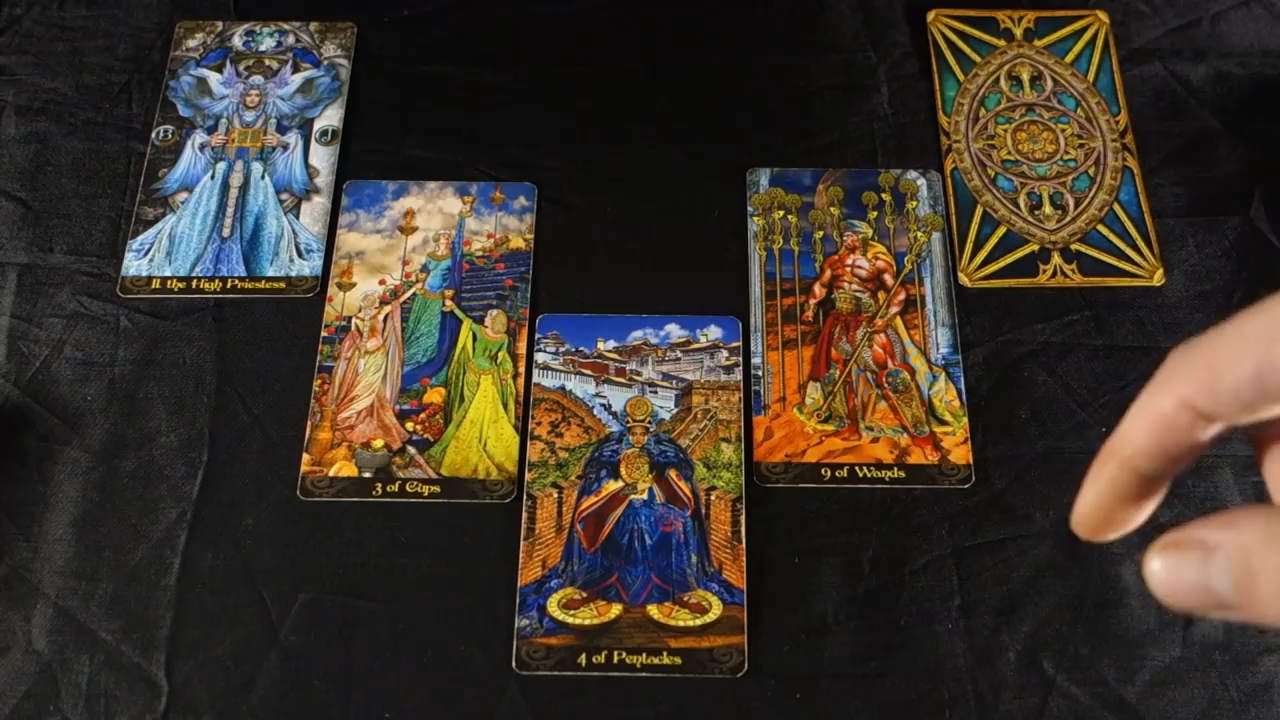 B
J
II. the High Priestess
3 of Cups
4 of Pentacles
9 of Wands